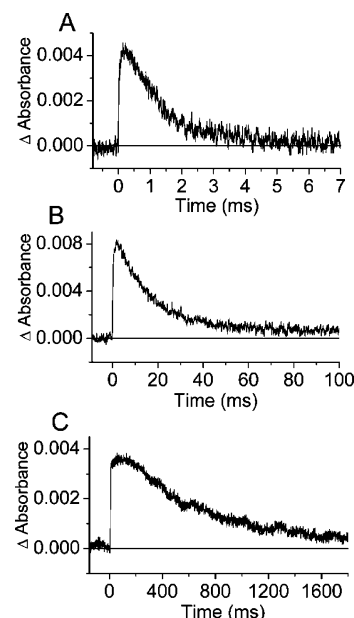 A
Δ Absorbance
0.004
0.002
0.000
0 1 2 3 4 5 6 7
Time (ms)
B
Δ Absorbance
0.008
0.004
0.000
0 20 40 60 80 100
Time (ms)
C
Δ Absorbance
0.004
0.002
0.000
0 400 800 1200 1600
Time (ms)